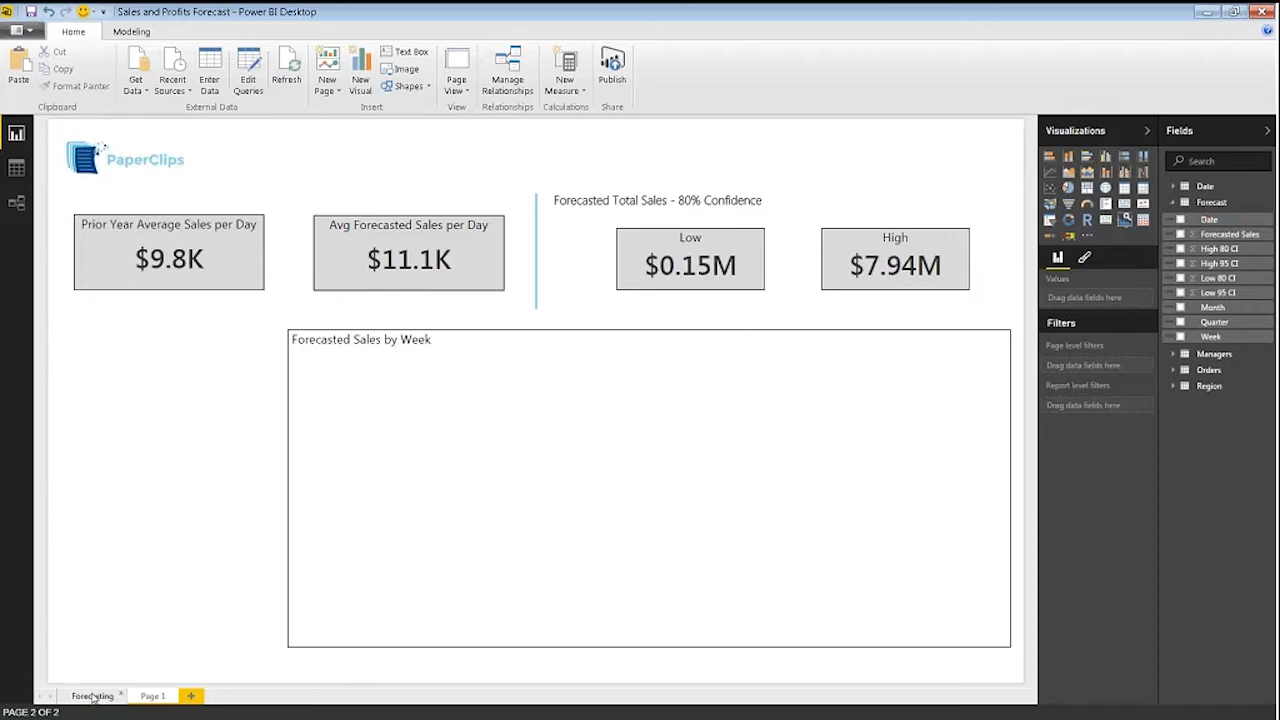 Sales and Profits Forecast - Power BI Desktop
Home
Modeling
Paste
Cut
Copy
Format Painter
Clipboard
Get Data
Recent Sources
Enter Data
Edit Queries
Refresh
External Data
New Page
New Visual
Text Box
Image
Shapes
Insert
Page View
View
Manage Relationships
Relationships
New Measure
Calculations
Publish
Share
PaperClips
Prior Year Average Sales per Day
$9.8K
Avg Forecasted Sales per Day
$11.1K
Forecasted Total Sales - 80% Confidence
Low
$0.15M
High
$7.94M
Forecasted Sales by Week
Visualizations
Values
Drag data fields here
Filters
Page level filters
Drag data fields here
Report level filters
Drag data fields here
Fields
Search
Date
Forecast
Date
Forecasted Sales
High 80 CI
High 95 CI
Low 80 CI
Low 95 CI
Month
Quarter
Week
Managers
Orders
Region
Forecasting
Page 1
PAGE 2 OF 2